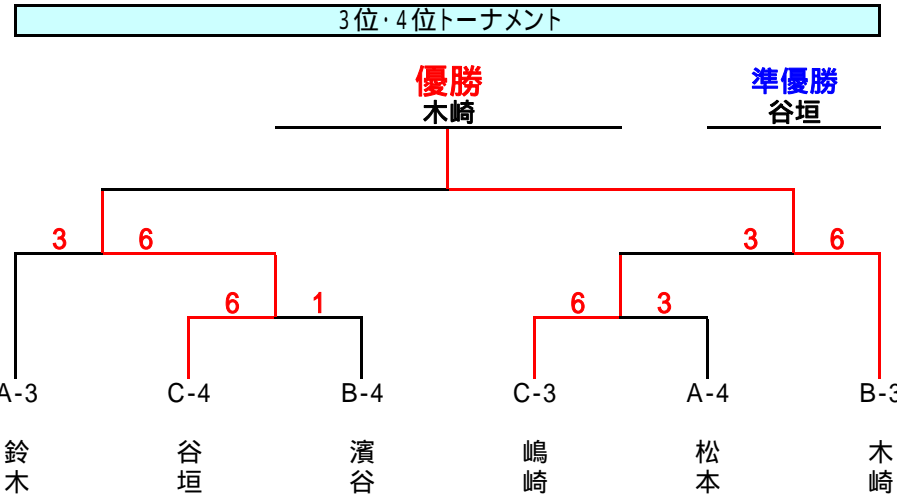 3位・4位トーナメント
優勝
準優勝
木崎
谷垣
3 6 3 6
6 1 6 3
A-3 C-4 B-4 C-3 A-4 B-3
鈴木 谷垣 濱谷 嶋崎 松本 木崎